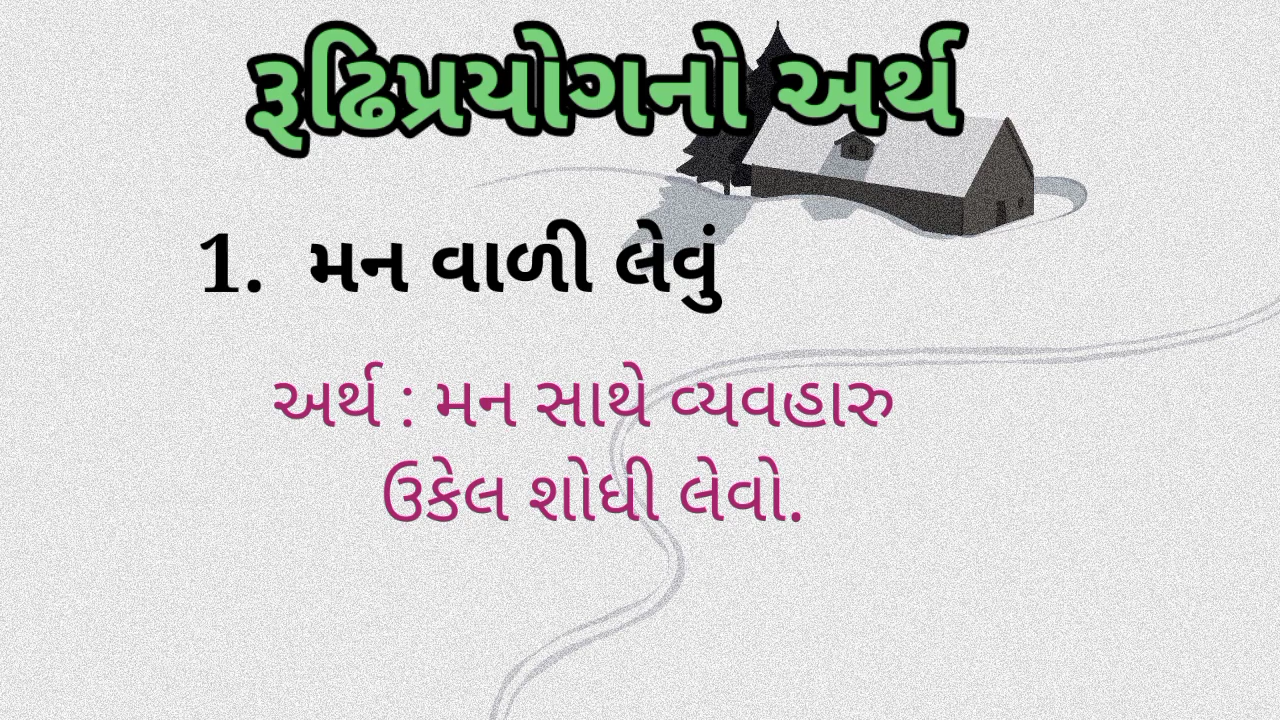 રૂઢિપ્રયોગનો અર્થ
1. મન વાળી લેવું
અર્થ : મન સાથે વ્યવહારુ
ઉકેલ શોધી લેવો.